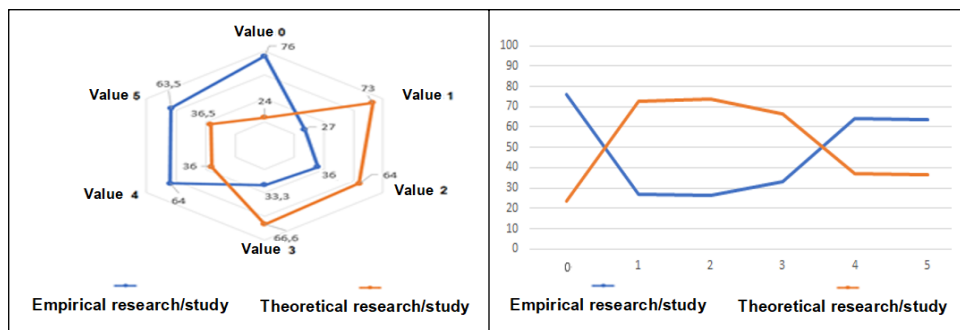 Value 0
76
63,5
73
Value 5
Value 1
24
36,5
27
36
36
64
64
33,3
Value 4
Value 2
66,6
Value 3
Empirical research/study
Theoretical research/study
100
90
80
70
60
50
40
30
20
10
0
0 1 2 3 4 5
Empirical research/study
Theoretical research/study